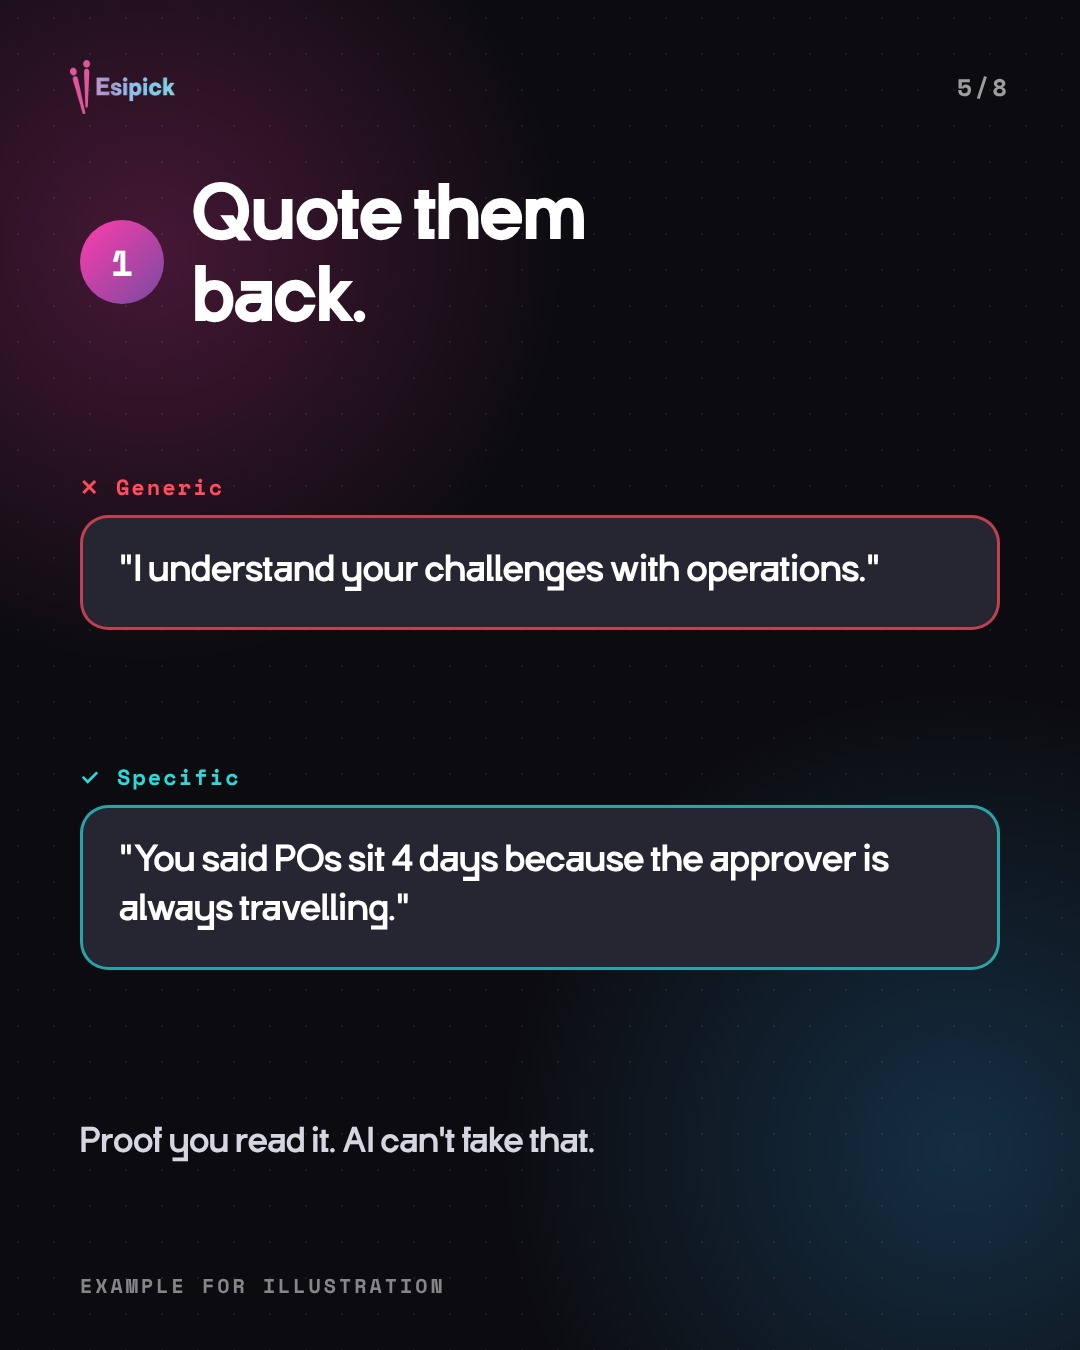 Esipick
5 / 8
1
Quote them
back.
✕ Generic
"I understand your challenges with operations."
✓ Specific
"You said POs sit 4 days because the approver is
always travelling."
Proof you read it. AI can't fake that.
EXAMPLE FOR ILLUSTRATION